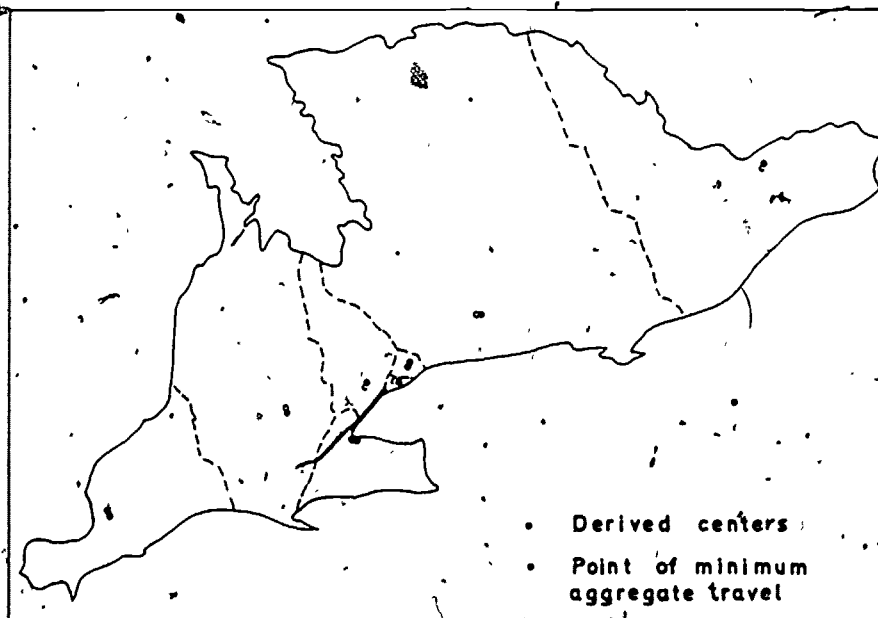 • Derived centers
• Point of minimum
aggregate travel